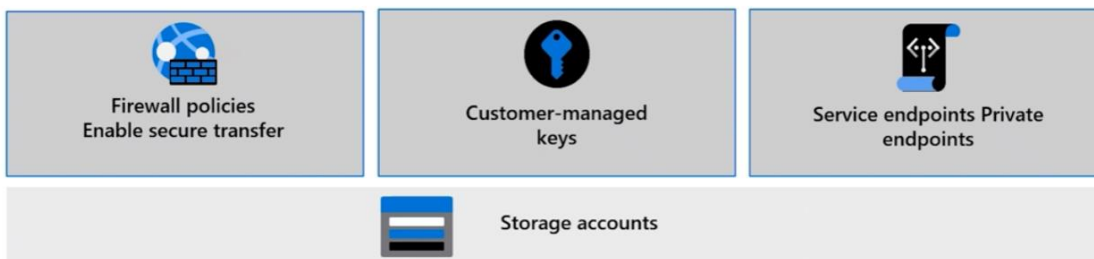 Firewall policies
Enable secure transfer
Customer-managed
keys
Service endpoints Private
endpoints
Storage accounts